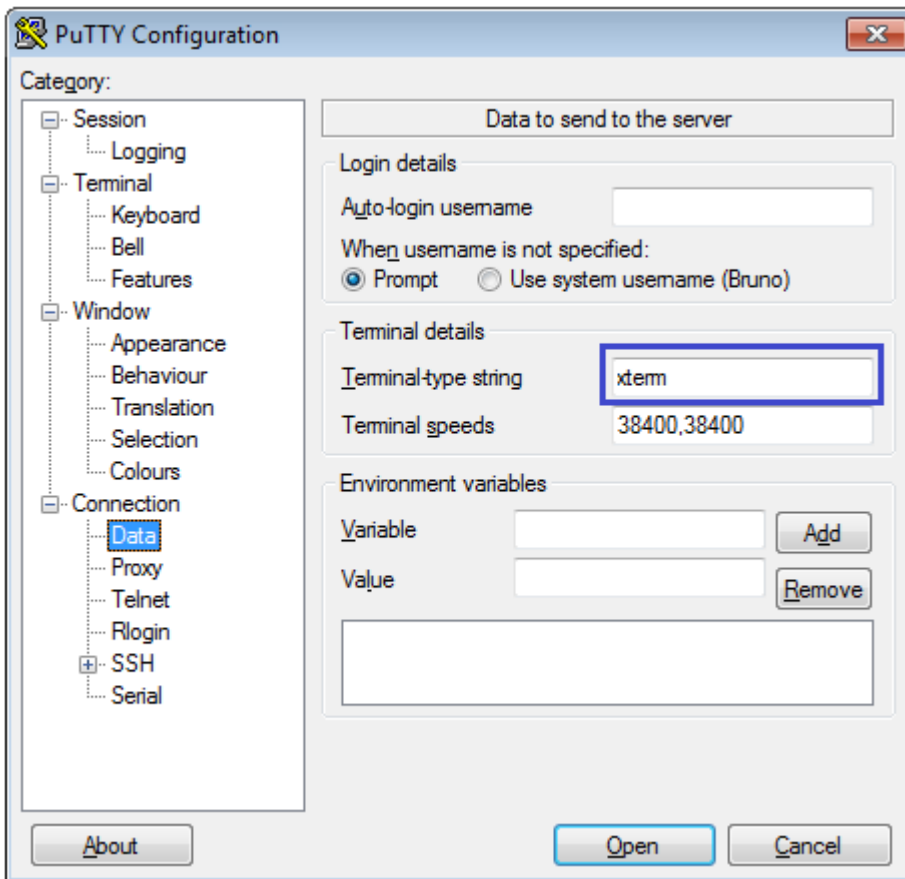 PuTTY Configuration
Category:
Session
Logging
Terminal
Keyboard
Bell
Features
Window
Appearance
Behaviour
Translation
Selection
Colours
Connection
Data
Proxy
Telnet
Rlogin
SSH
Serial
Data to send to the server
Login details
Auto-login username
When username is not specified:
Prompt Use system username (Bruno)
Terminal details
Terminal-type string xterm
Terminal speeds 38400,38400
Environment variables
Variable Add
Value Remove
About Open Cancel